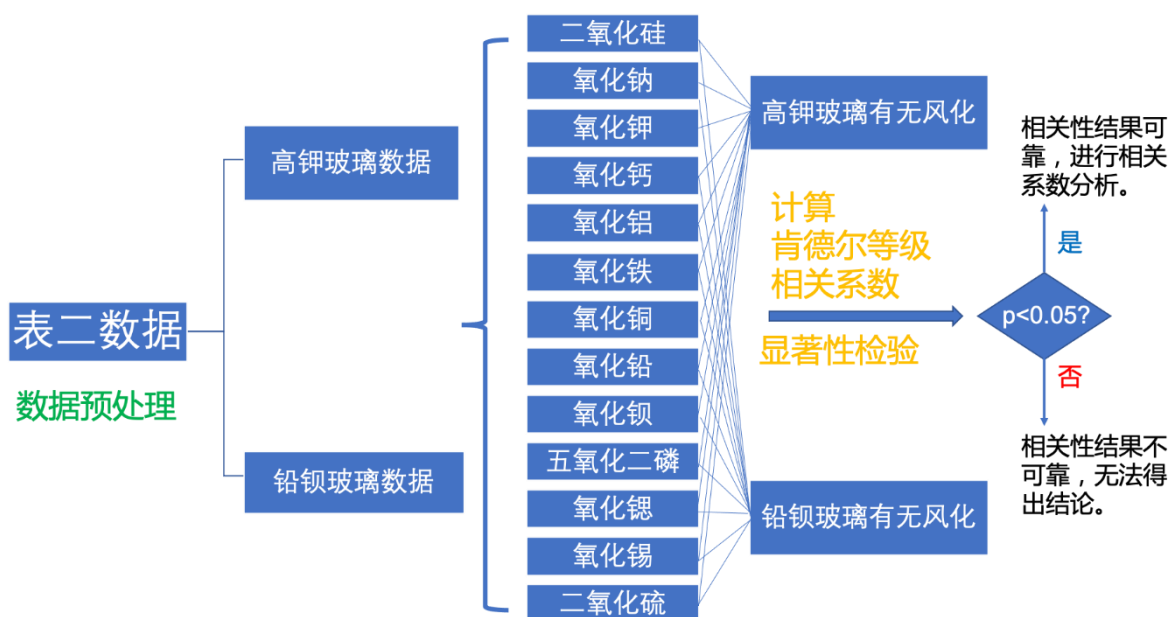 表二数据
数据预处理
高钾玻璃数据
铅钡玻璃数据
二氧化硅
氧化钠
氧化钾
氧化钙
氧化铝
氧化铁
氧化铜
氧化铅
氧化钡
五氧化二磷
氧化锶
氧化锡
二氧化硫
高钾玻璃有无风化
铅钡玻璃有无风化
计算
肯德尔等级
相关系数
显著性检验
p<0.05?
是
相关性结果可
靠，进行相关
系数分析。
否
相关性结果不
可靠，无法得
出结论。